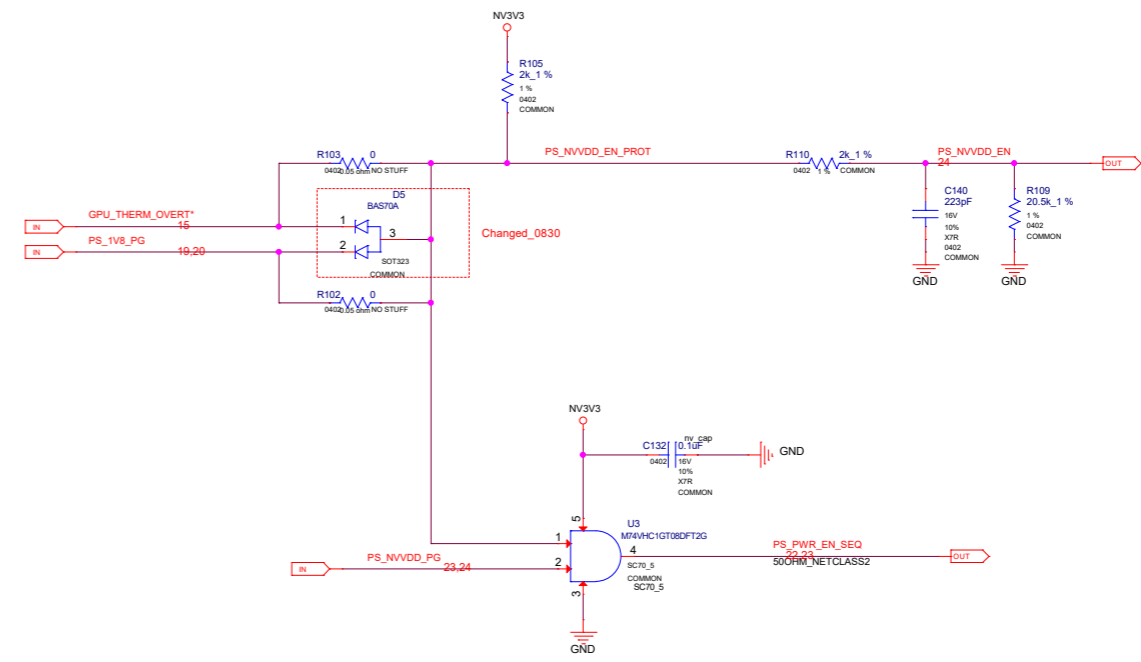 NV3V3
R105
2k_1 %
1 %
0402
COMMON
R103 0
0402 0.05 ohm NO STUFF
PS_NVVDD_EN_PROT
R110 2k_1 %
0402 1 % COMMON
PS_NVVDD_EN
24
OUT
D5
BAS70A
IN GPU_THERM_OVERT*
15
1
3
IN PS_1V8_PG
19,20
2
SOT323
COMMON
Changed_0830
C140
223pF
16V
10%
X7R
0402
COMMON
GND
R109
20.5k_1 %
1 %
0402
COMMON
GND
R102 0
0402 0.05 ohm NO STUFF
NV3V3
C132 0.1uF
nv_cap
0402 16V
10%
X7R
COMMON
GND
5
U3
M74VHC1GT08DFT2G
1
4
SC70_5
COMMON
SC70_5
PS_PWR_EN_SEQ
22,23
50OHM_NETCLASS2
OUT
IN PS_NVVDD_PG
23,24
2
3
GND